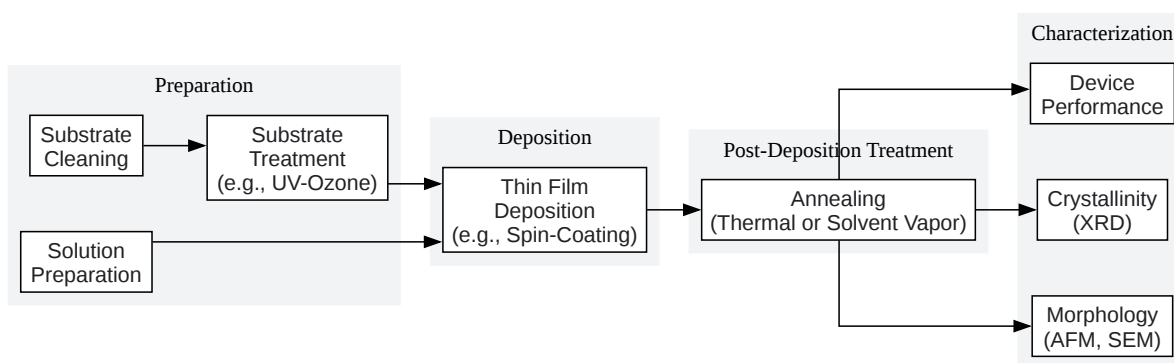 Preparation
Substrate
Cleaning
Substrate
Treatment
(e.g., UV-Ozone)
Solution
Preparation
Deposition
Thin Film
Deposition
(e.g., Spin-Coating)
Post-Deposition Treatment
Annealing
(Thermal or Solvent Vapor)
Characterization
Device
Performance
Crystallinity
(XRD)
Morphology
(AFM, SEM)